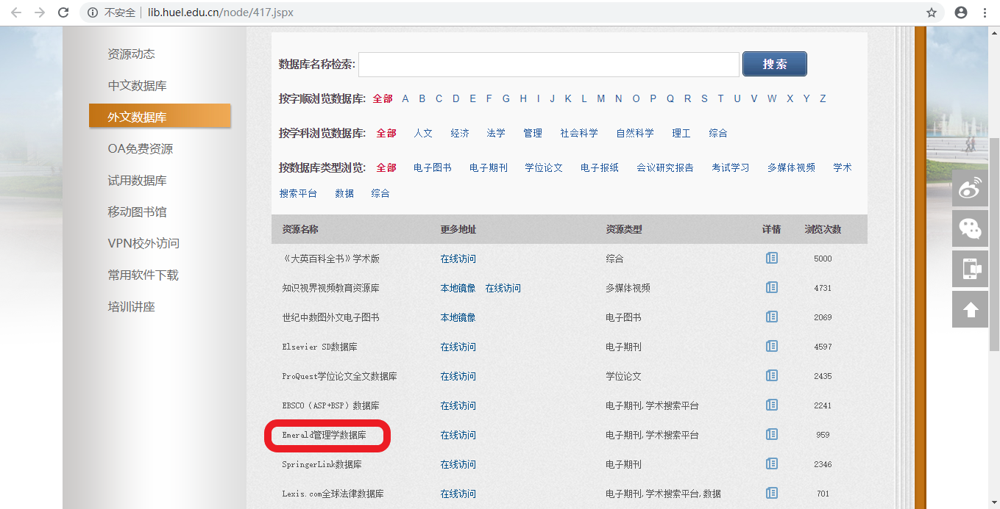 不安全 lib.huel.edu.cn/node/417.jspx
资源动态
中文数据库
外文数据库
OA免费资源
试用数据库
移动图书馆
VPN校外访问
常用软件下载
培训讲座
数据库名称检索: 搜索
按字顺浏览数据库: 全部 A B C D E F G H I J K L M N O P Q R S T U V W X Y Z
按学科浏览数据库: 全部 人文 经济 法学 管理 社会科学 自然科学 理工 综合
按数据库类型浏览: 全部 电子图书 电子期刊 学位论文 电子报纸 会议研究报告 考试学习 多媒体视频 学术
搜索平台 数据 综合
资源名称 更多地址 资源类型 详情 浏览次数
《大英百科全书》学术版 在线访问 综合 5000
知识视界视频教育资源库 本地镜像 在线访问 多媒体视频 4731
世纪中数图外文电子图书 本地镜像 电子图书 2069
Elsevier SD数据库 在线访问 电子期刊 4597
ProQuest学位论文全文数据库 在线访问 学位论文 2435
EBSCO（ASP+BSP）数据库 在线访问 电子期刊,学术搜索平台 2241
Emerald管理学数据库 在线访问 电子期刊,学术搜索平台 959
SpringerLink数据库 在线访问 电子期刊 2346
Lexis.com全球法律数据库 在线访问 电子期刊,学术搜索平台,数据 701